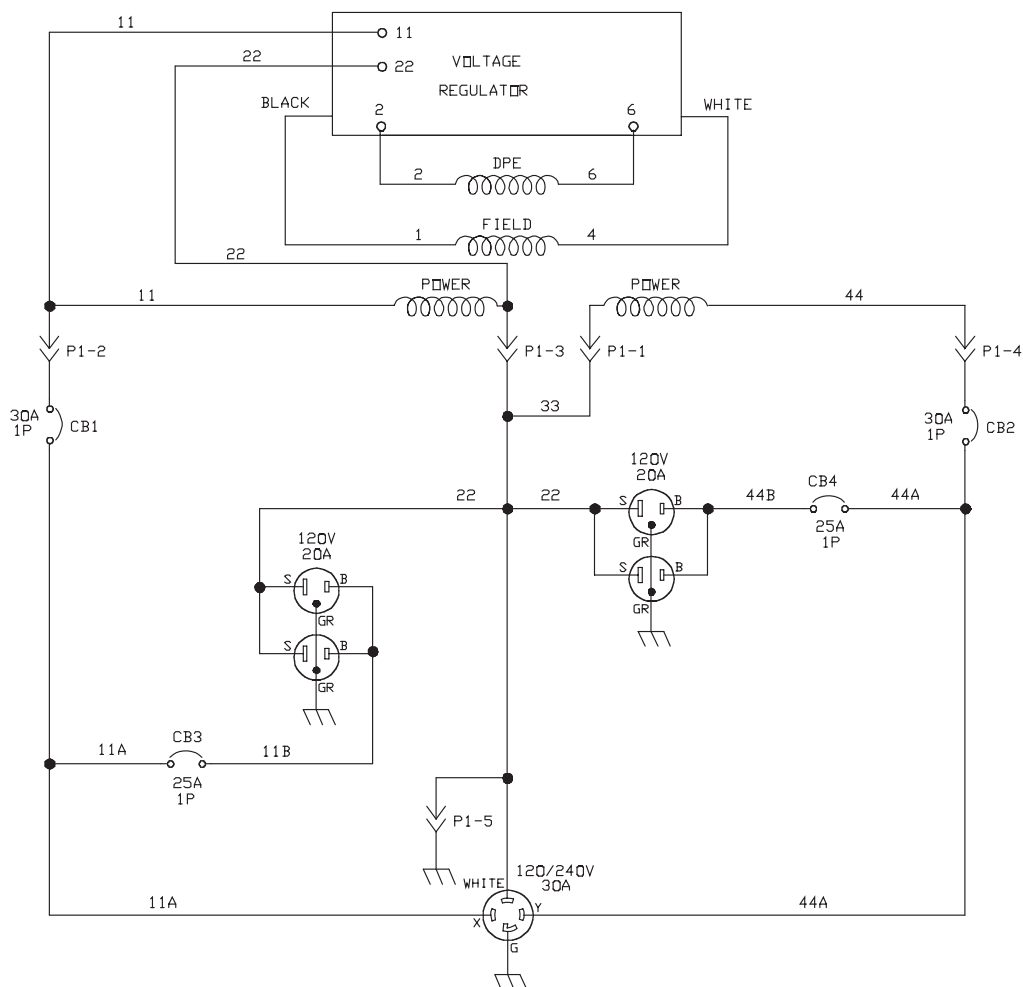 11
11
22
22
VOLTAGE
REGULATOR
BLACK
WHITE
2
6
DPE
2
6
FIELD
1
4
22
POWER
POWER
11
44
P1-2
P1-3
P1-1
P1-4
33
30A
1P
CB1
30A
1P
CB2
120V
20A
CB4
22
22
S
B
44B
44A
25A
1P
GR
S
B
GR
120V
20A
S
B
GR
S
B
GR
CB3
11A
11B
25A
1P
P1-5
120/240V
30A
WHITE
11A
X
Y
44A
G